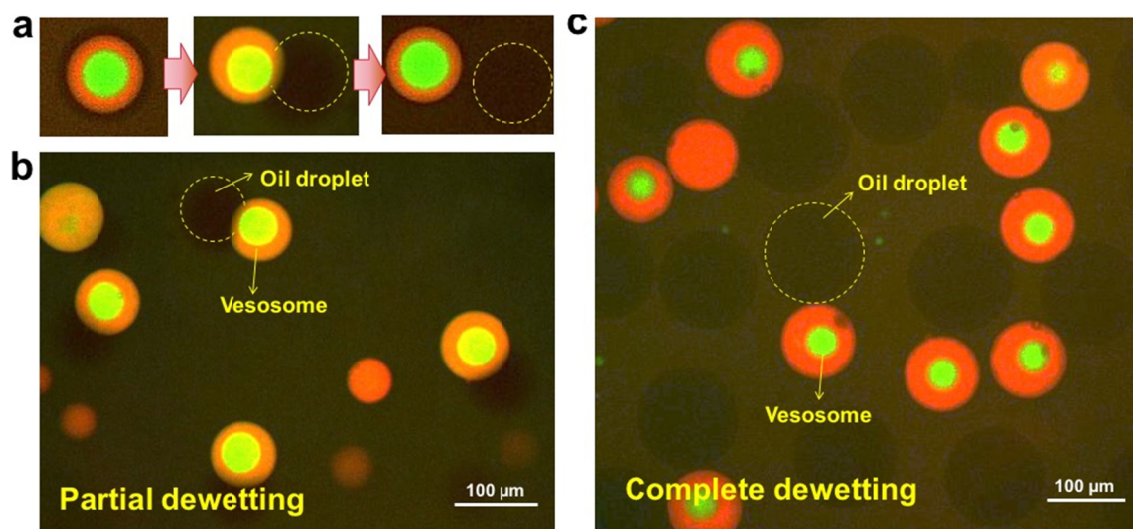 a
b
Oil droplet
Vesosome
Partial dewetting
100 µm
c
Oil droplet
Vesosome
Complete dewetting
100 µm